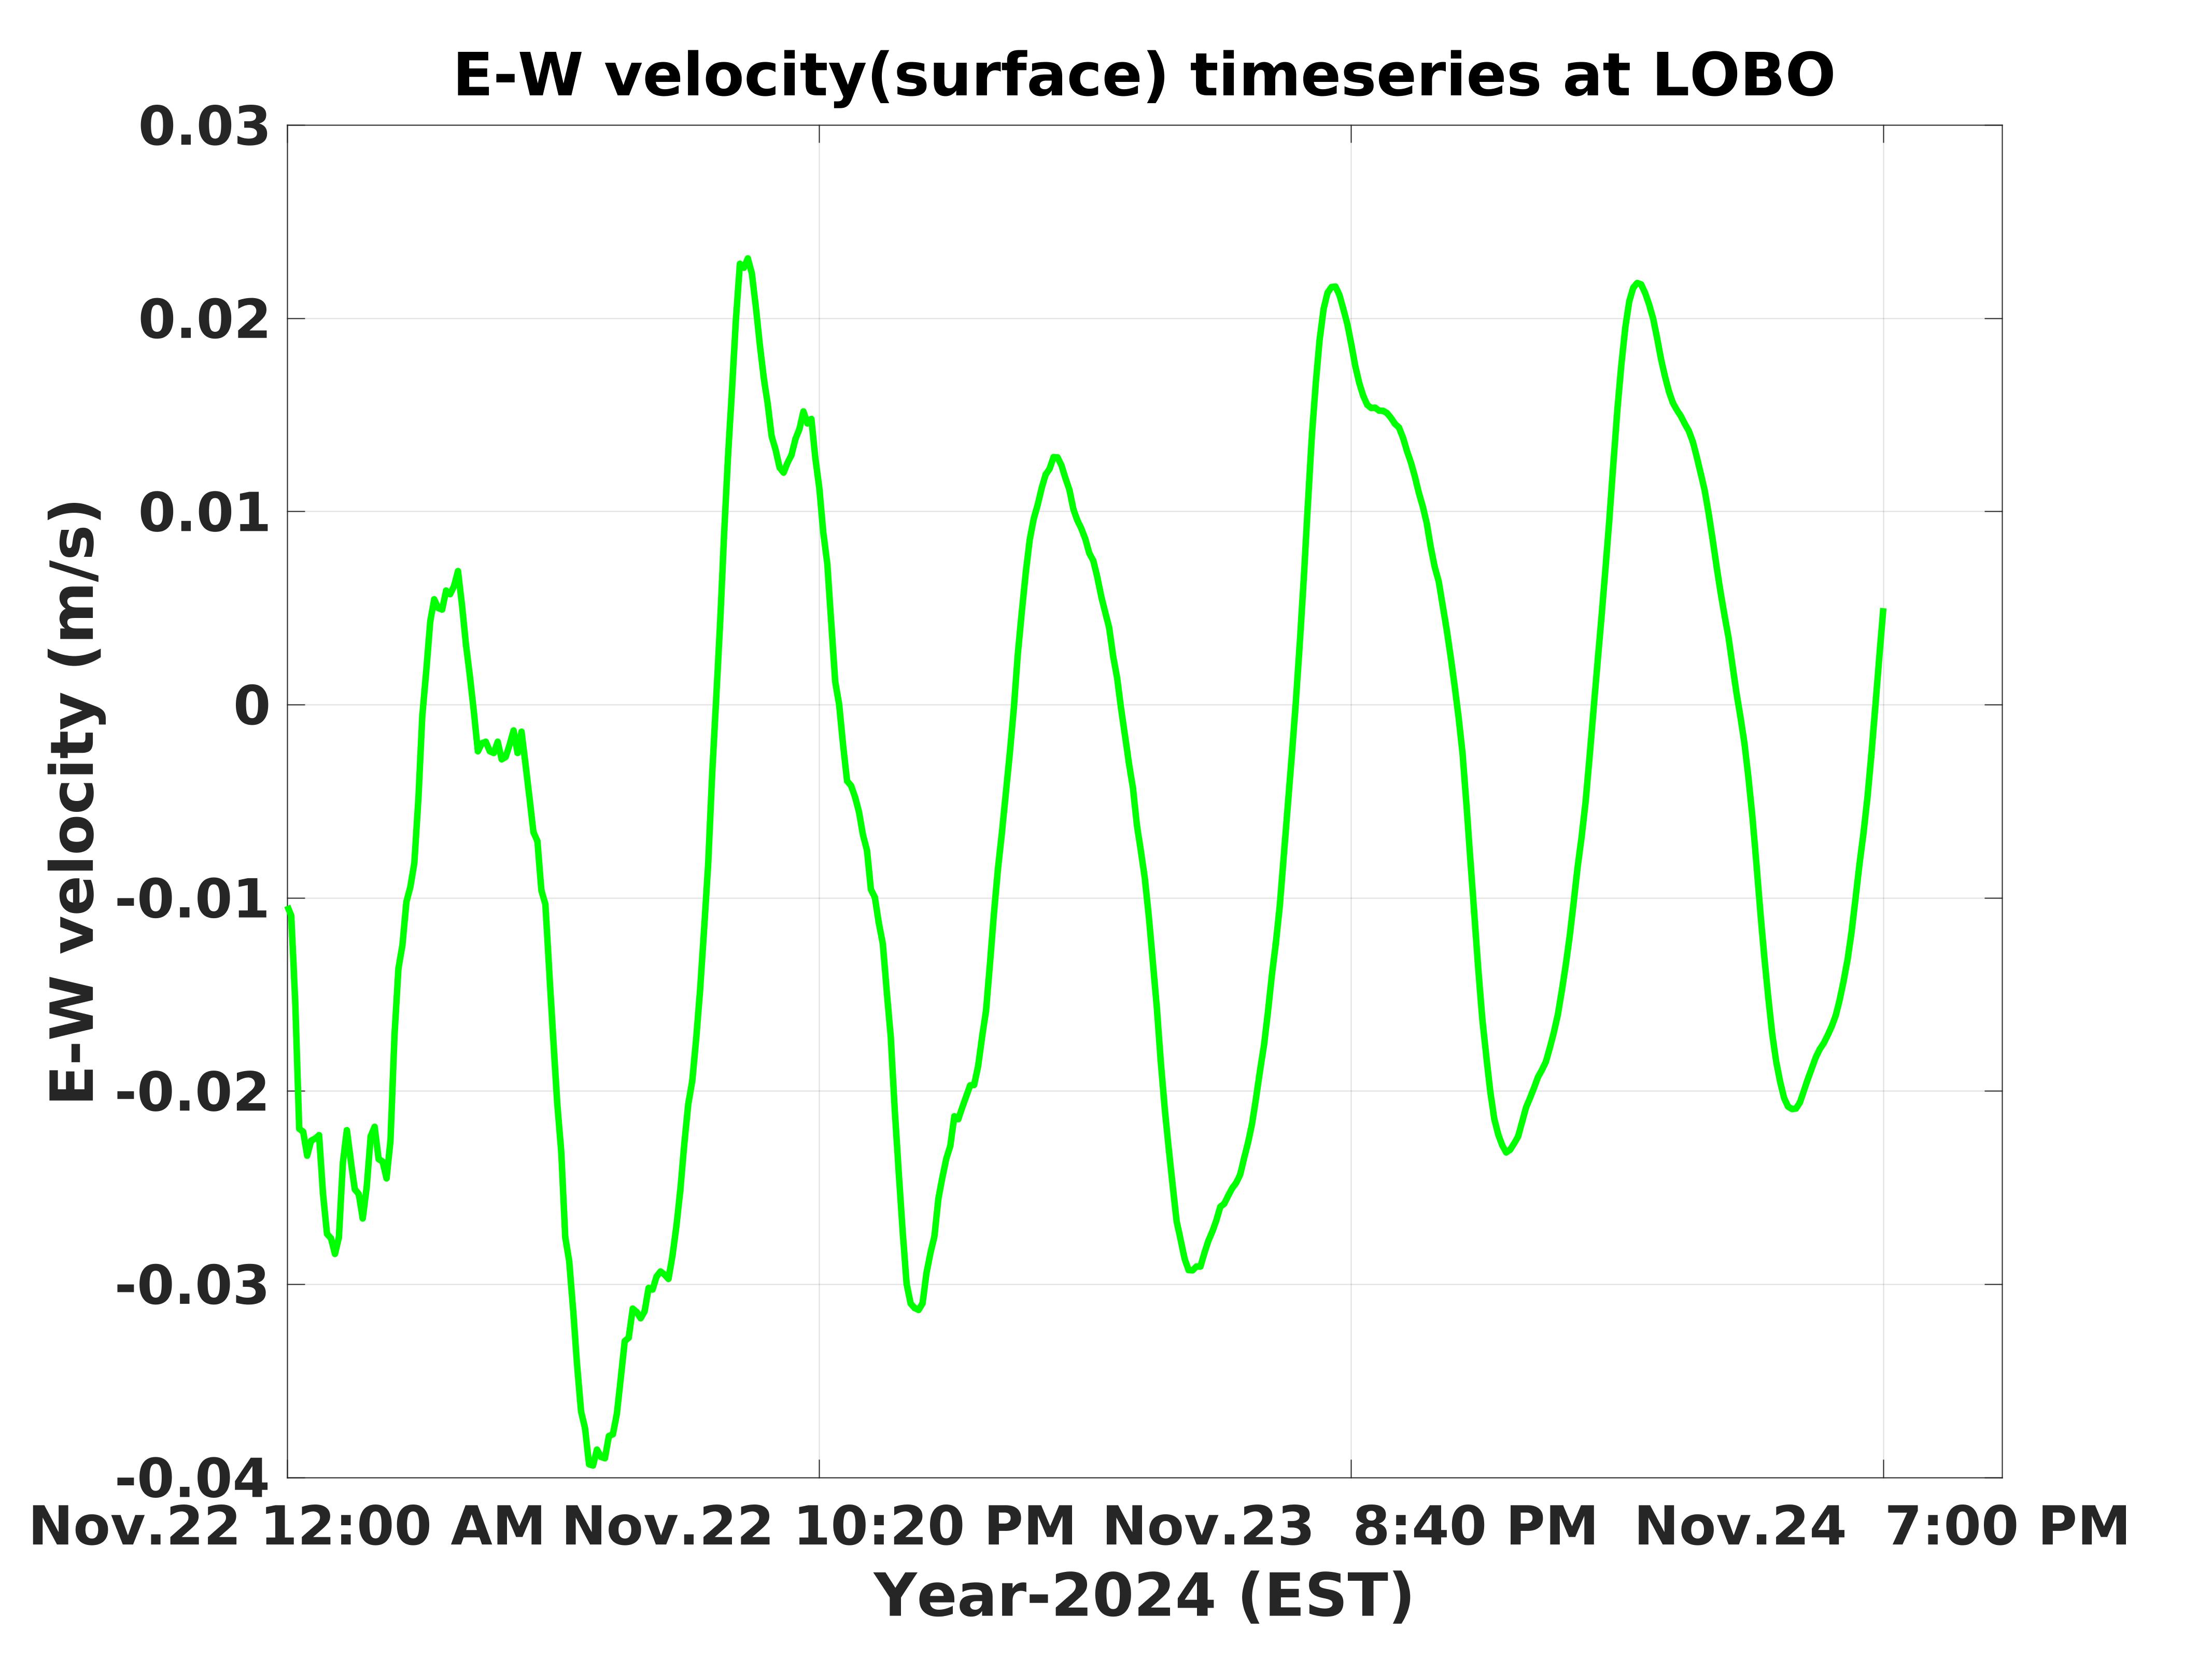 E-W velocity(surface) timeseries at LOBO
0.03
0.02
0.01
0
-0.01
-0.02
-0.03
-0.04
E-W velocity (m/s)
Nov.22 12:00 AM Nov.22 10:20 PM Nov.23 8:40 PM Nov.24 7:00 PM
Year-2024 (EST)